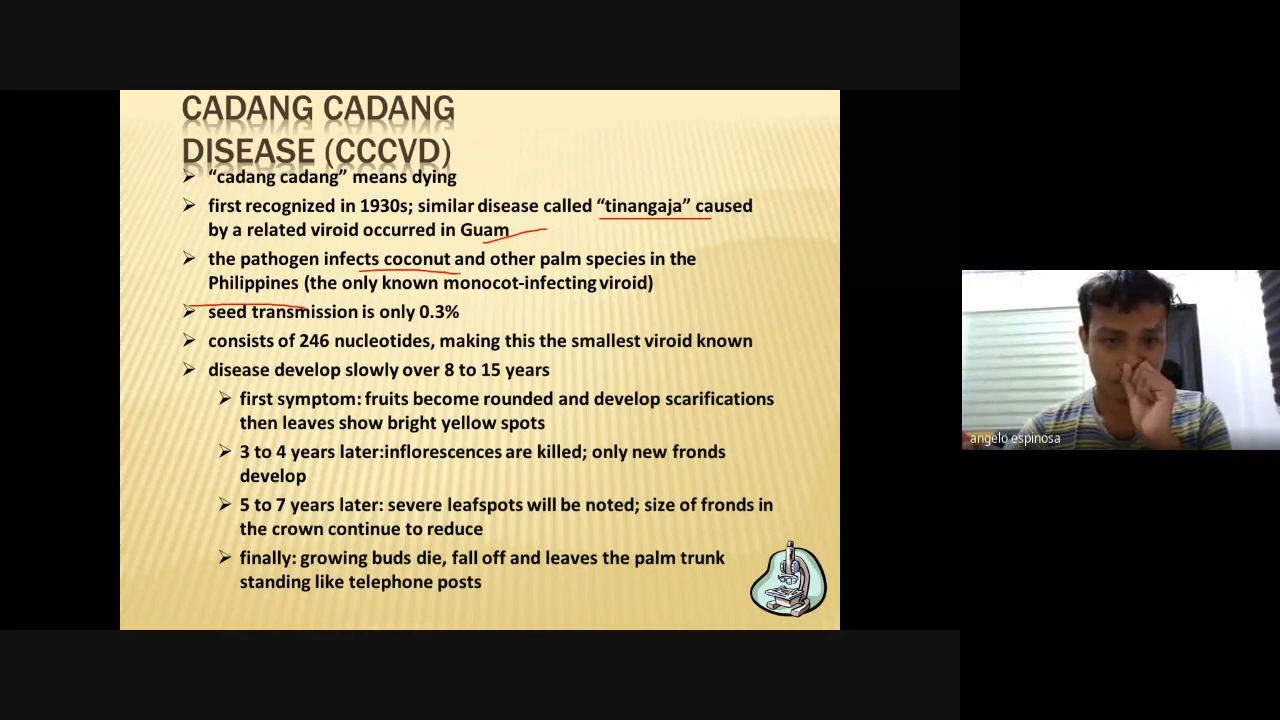 CADANG CADANG
DISEASE (CCCVD)
“cadang cadang” means dying
first recognized in 1930s; similar disease called “tinangaja” caused
by a related viroid occurred in Guam
the pathogen infects coconut and other palm species in the
Philippines (the only known monocot-infecting viroid)
seed transmission is only 0.3%
consists of 246 nucleotides, making this the smallest viroid known
disease develop slowly over 8 to 15 years
first symptom: fruits become rounded and develop scarifications
then leaves show bright yellow spots
3 to 4 years later:inflorescences are killed; only new fronds
develop
5 to 7 years later: severe leafspots will be noted; size of fronds in
the crown continue to reduce
finally: growing buds die, fall off and leaves the palm trunk
standing like telephone posts
angelo espinosa